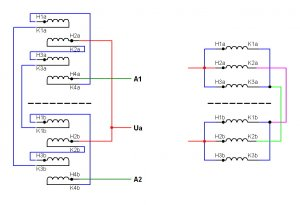 H1a
K1a
H2a
K2a
H3a
K3a
H4a
K4a
A1
H1b
K1b
Ua
H2b
K2b
H3b
K3b
H4b
K4b
A2
H1a K1a
H2a K2a
H3a K3a
H1b K1b
H2b K2b
H3b K3b